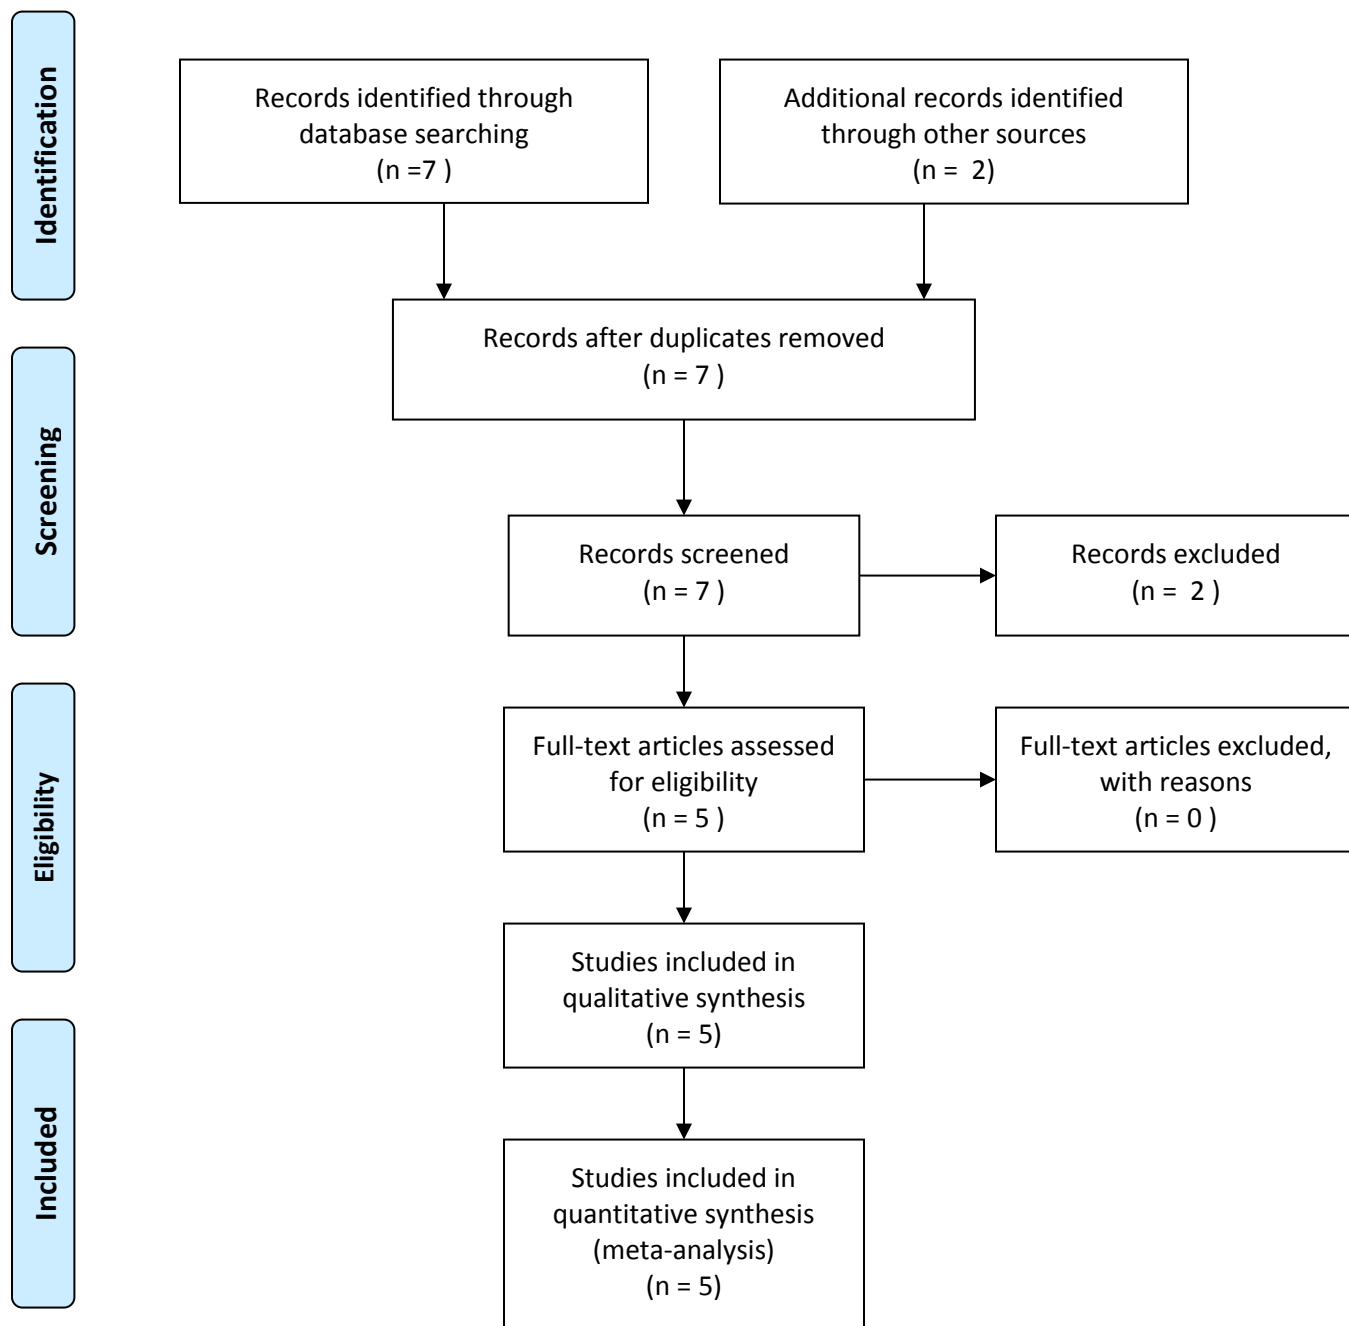 Identification
Records identified through
database searching
(n =7 )
Additional records identified
through other sources
(n =  2)
Records after duplicates removed
(n = 7 )
Screening
Records screened
(n = 7 )
Records excluded
(n =  2 )
Eligibility
Full-text articles assessed
for eligibility
(n = 5 )
Full-text articles excluded,
with reasons
(n = 0 )
Studies included in
qualitative synthesis
(n = 5)
Included
Studies included in
quantitative synthesis
(meta-analysis)
(n = 5)